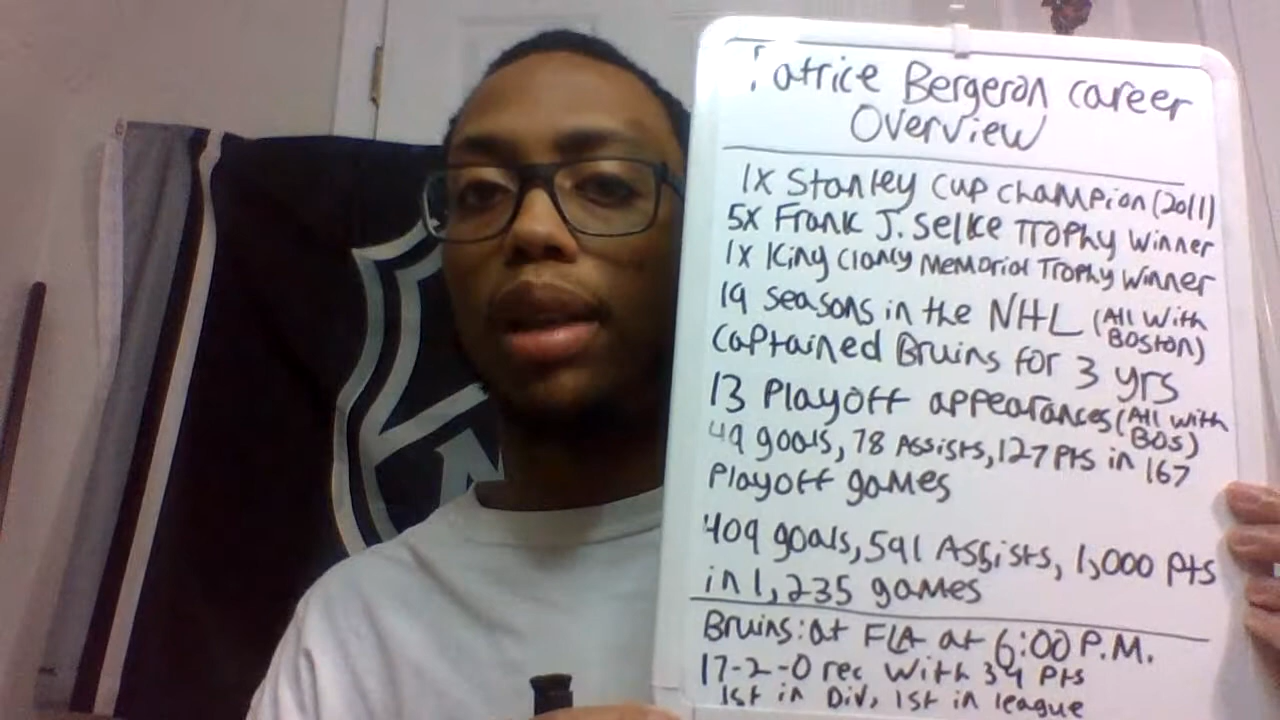 Patrice Bergeron career
Overview
1X Stanley Cup Champion (2011)
5X Frank J. Selke Trophy Winner
1X King Clancy Memorial Trophy Winner
19 seasons in the NHL (All With
BOSTON)
Captained Bruins for 3 yrs
13 Playoff appearances (All With
BOS)
49 goals, 78 Assists, 127 Pts in 167
Playoff games
409 goals, 591 Assists, 1,000 Pts
in 1,235 games
Bruins: at FLA at 6:00 P.M.
17-2-0 rec With 34 Pts
1st in Div, 1st in league